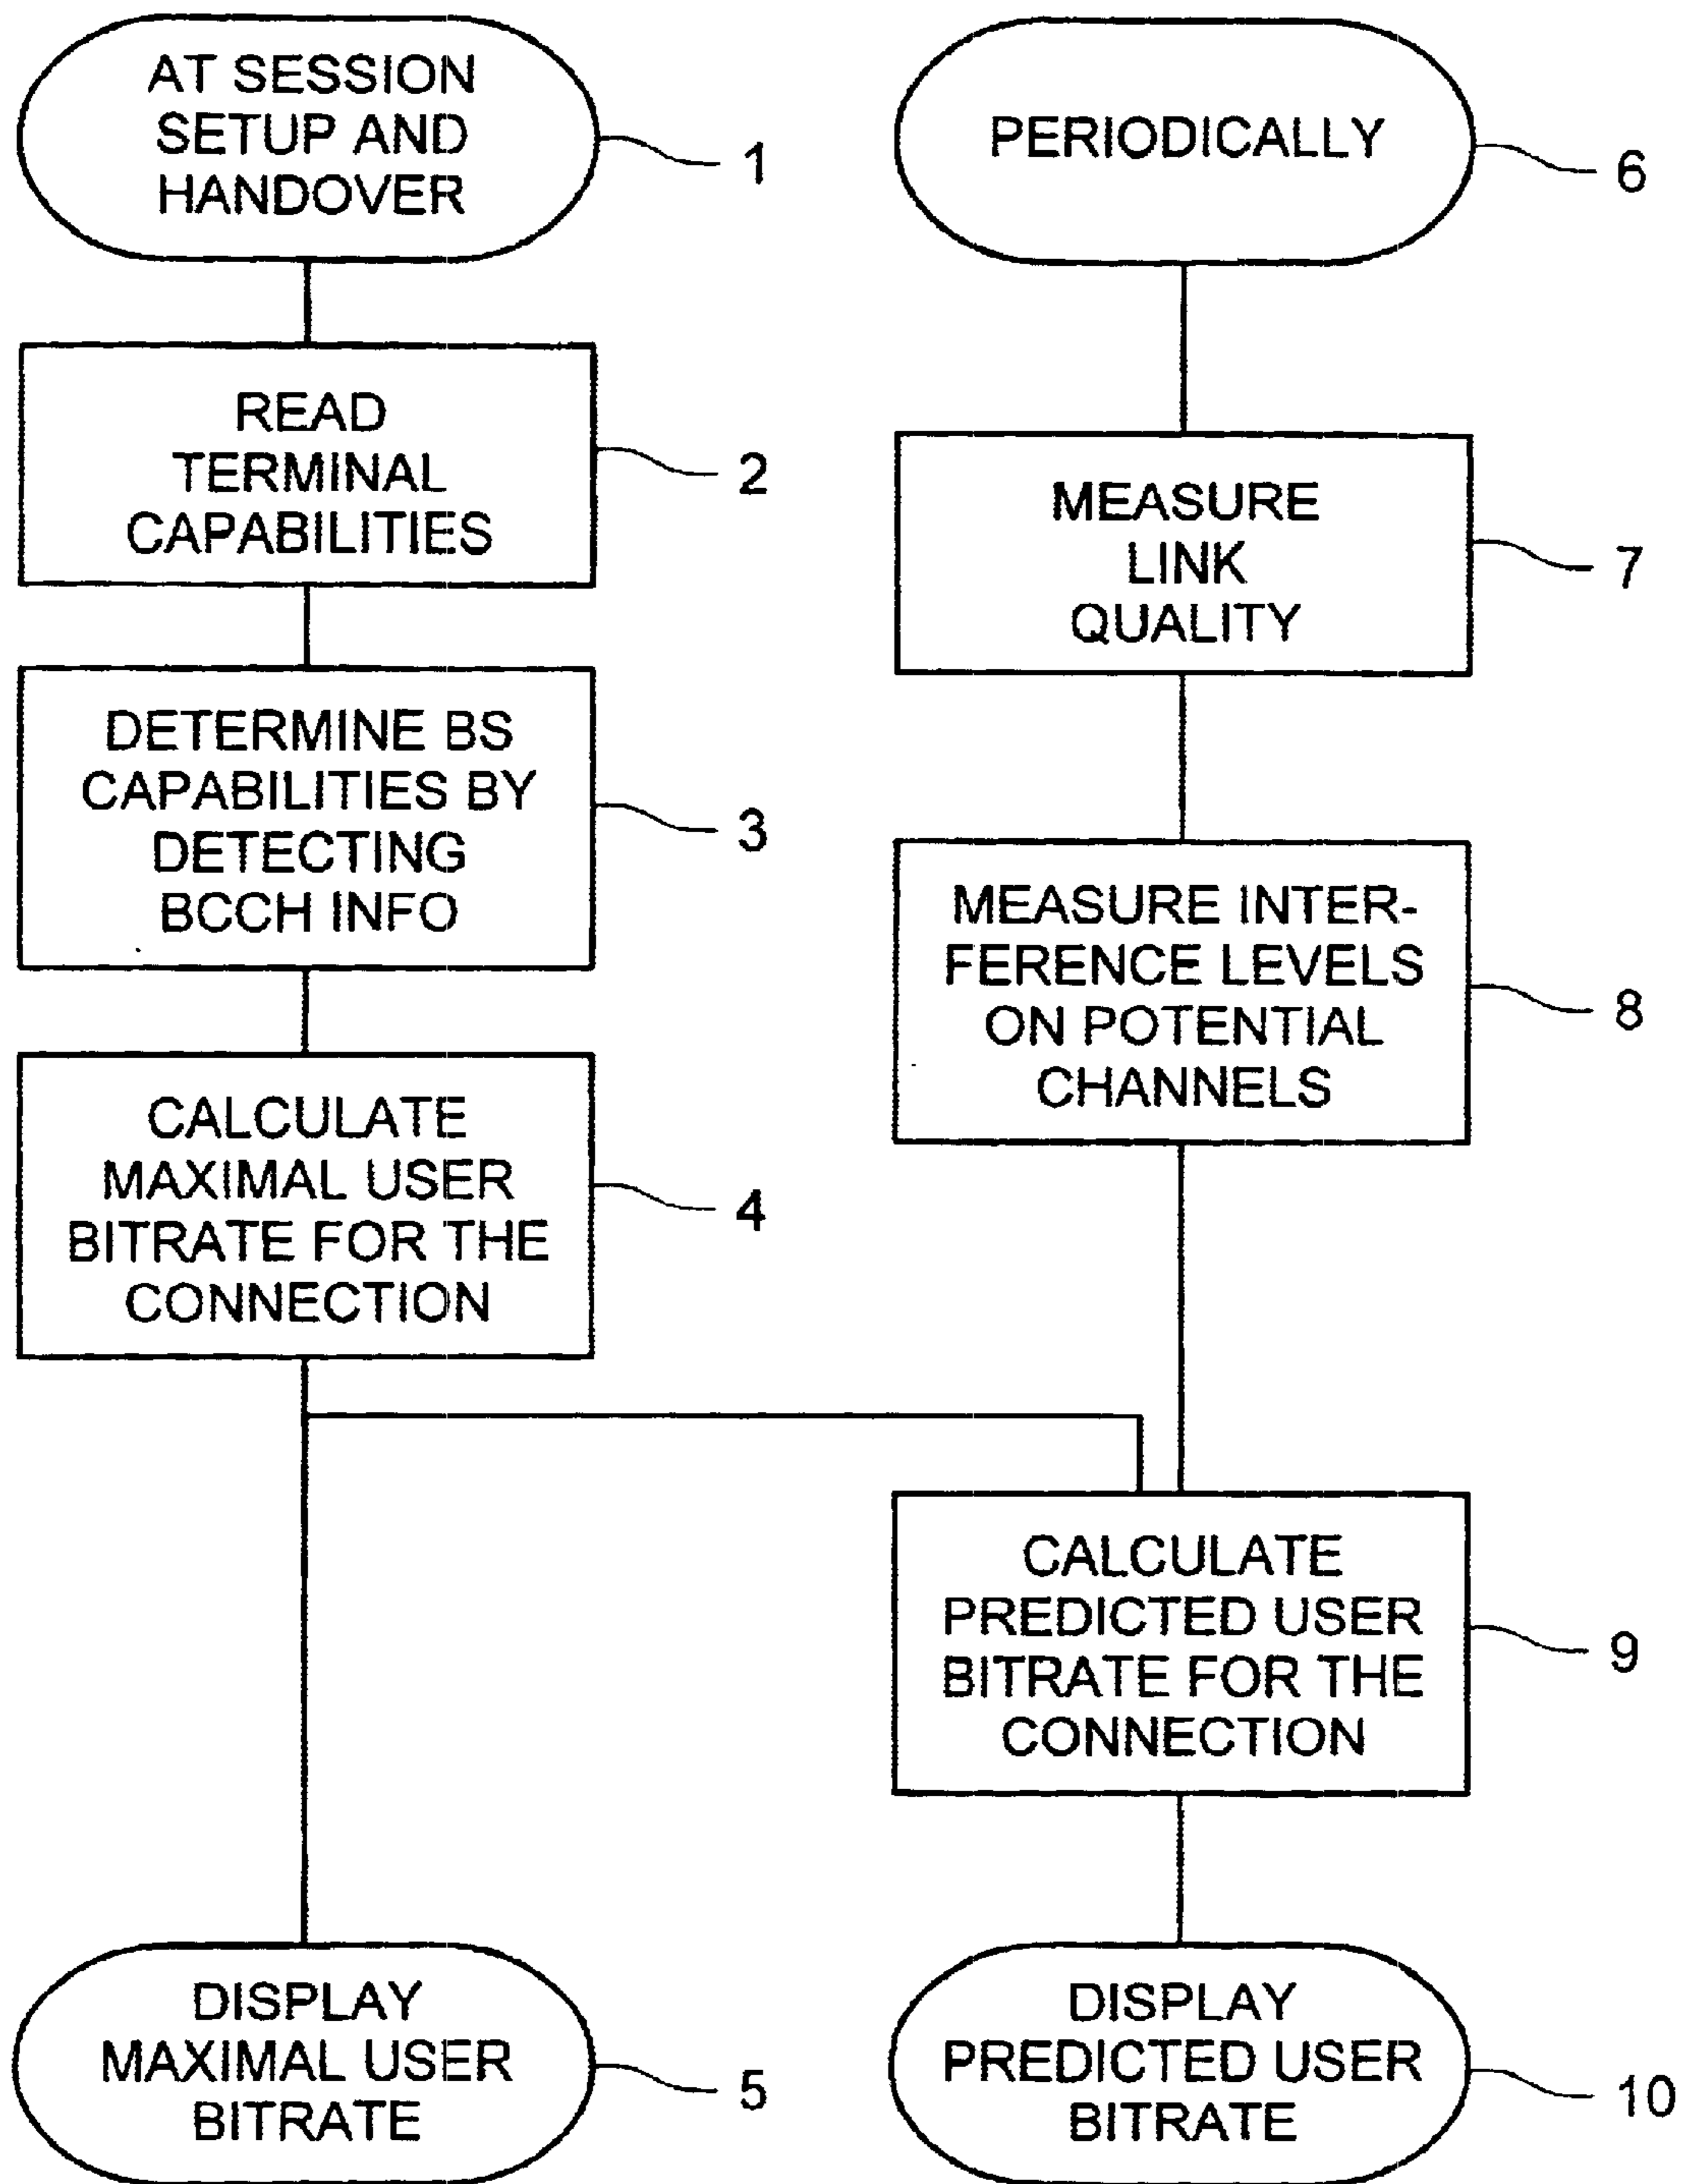 AT SESSION
SETUP AND
HANDOVER
1
READ
TERMINAL
CAPABILITIES
2
DETERMINE BS
CAPABILITIES BY
DETECTING
BCCH INFO
3
CALCULATE
MAXIMAL USER
BITRATE FOR THE
CONNECTION
4
DISPLAY
MAXIMAL USER
BITRATE
5
PERIODICALLY
6
MEASURE
LINK
QUALITY
7
MEASURE INTER-
FERENCE LEVELS
ON POTENTIAL
CHANNELS
8
CALCULATE
PREDICTED USER
BITRATE FOR THE
CONNECTION
9
DISPLAY
PREDICTED USER
BITRATE
10